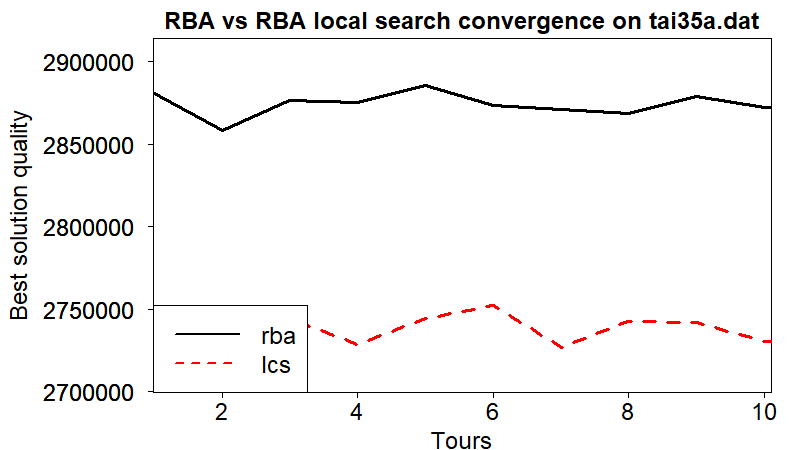 RBA vs RBA local search convergence on tai35a.dat
Best solution quality
2900000
2850000
2800000
2750000
2700000
rba
lcs
2 4 6 8 10
Tours